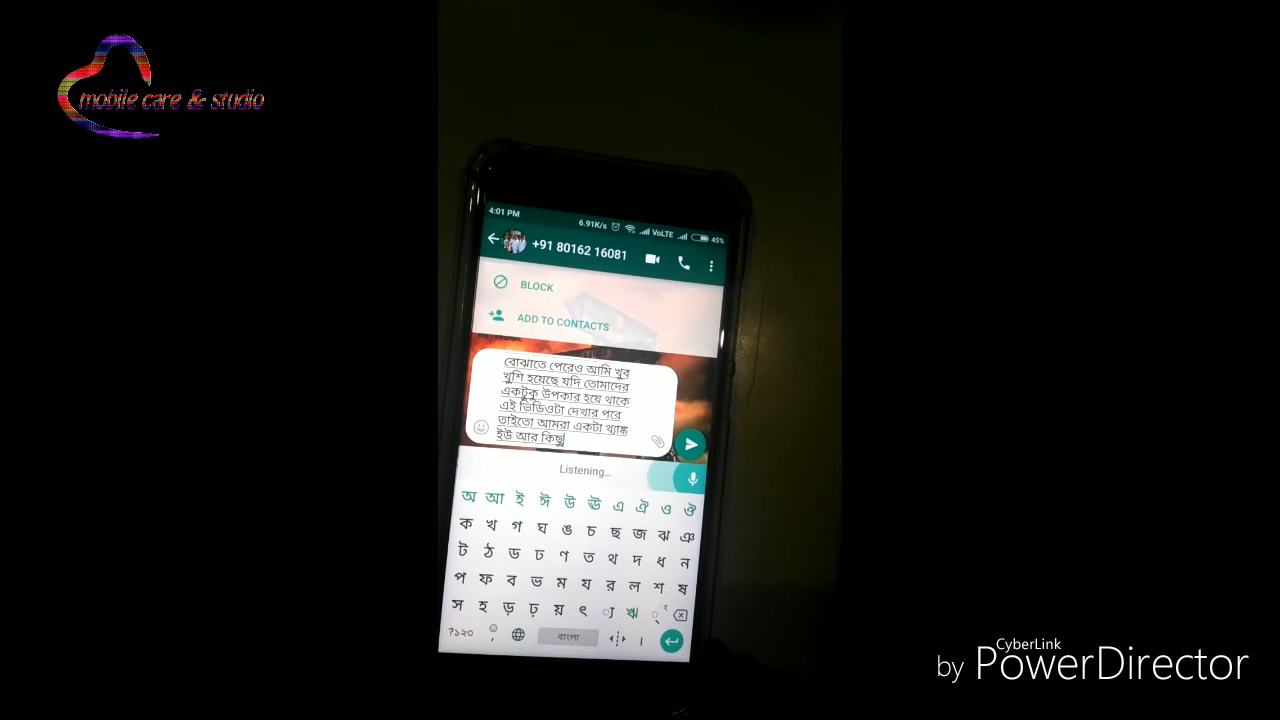 mobile care & studio
4:01 PM
6.91K/s VoLTE 45%
+91 80162 16081
BLOCK
ADD TO CONTACTS
বোঝাতে পেরেও আমি খুব
খুশি হয়েছে যদি তোমাদের
একটুকু উপকার হয়ে থাকে
এই ভিডিওটা দেখার পরে
তাইতো আমরা একটা থ্যাঙ্ক
ইউ আর কিছু
Listening...
অ আ ই ঈ উ ঊ এ ঐ ও ঔ
ক খ গ ঘ ঙ চ ছ জ ঝ ঞ
ট ঠ ড ঢ ণ ত থ দ ধ ন
প ফ ব ভ ম য র ল শ ষ
স হ ড় ঢ় য় ৎ ্য ঋ
?১২৩ , বাংলা ।
CyberLink
by PowerDirector